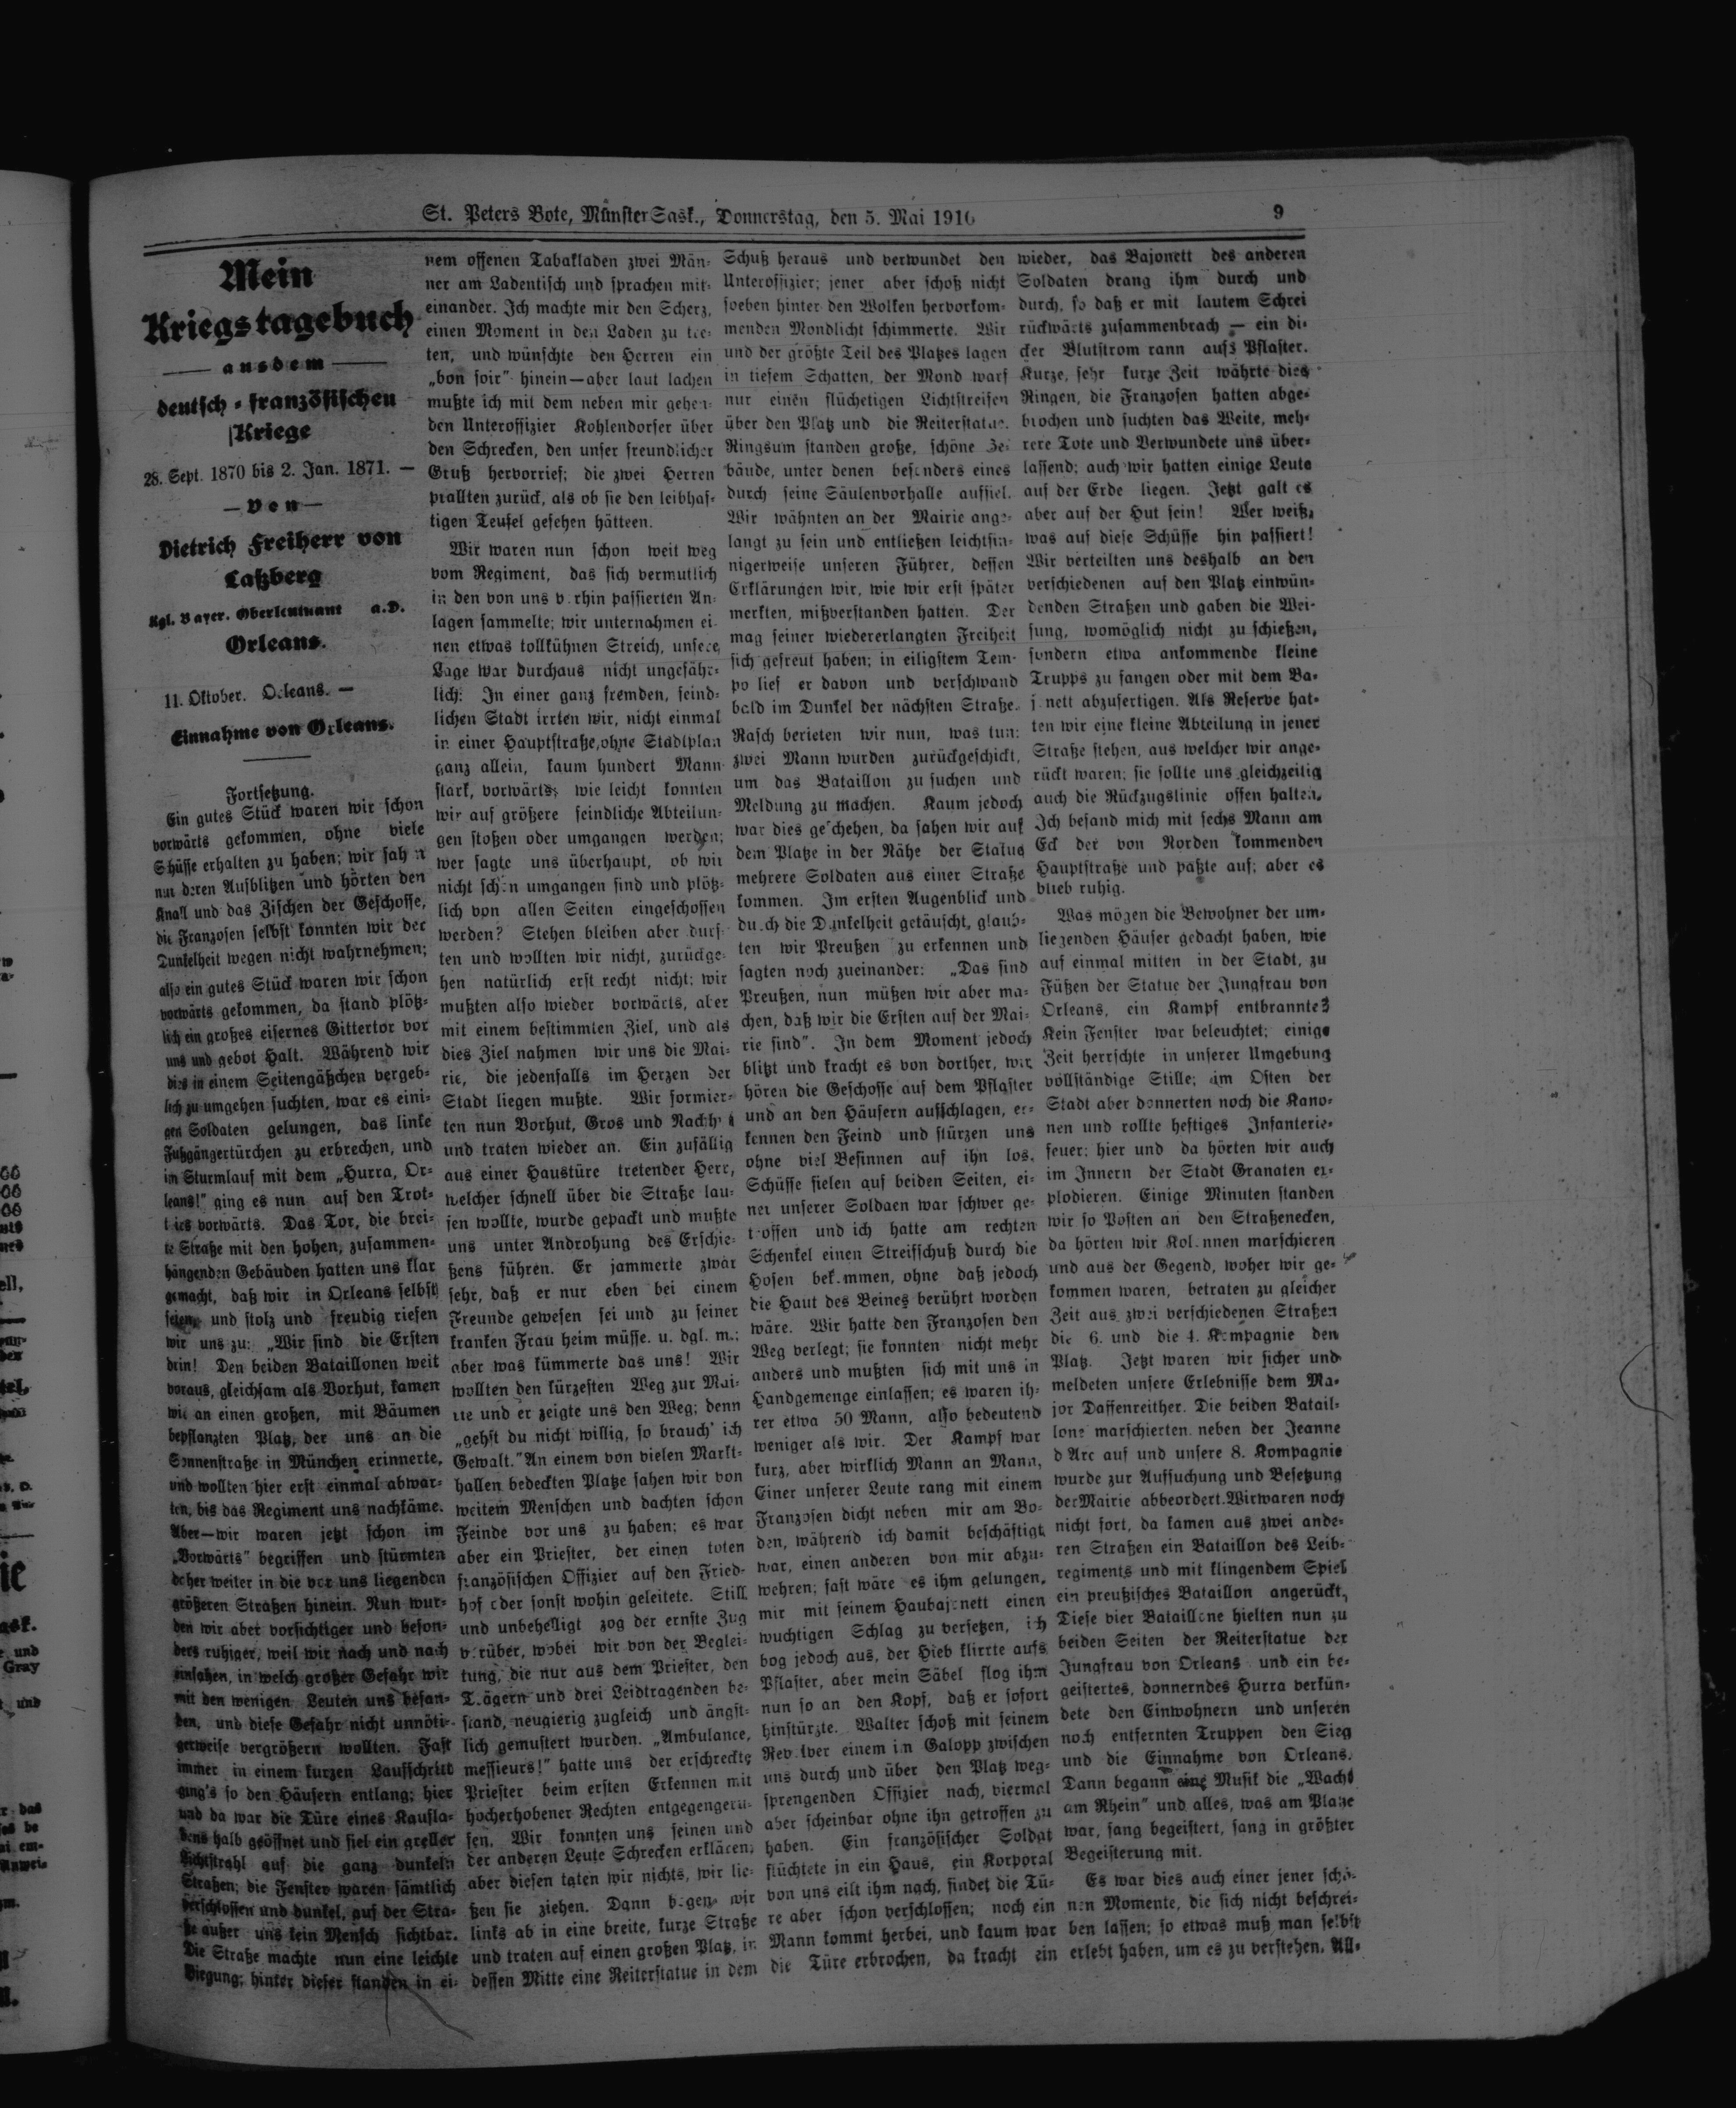 St. Peters Bote, Münster Sask., Donnerstag, den 5. Mai 1910
9
Mein
Kriegstagebuch
aus dem
deutsch-französischen
Kriege
28. Sept. 1870 bis 2. Jan. 1871. —
— Von —
Dietrich Freiherr von
Laßberg
Kgl. Bayer. Oberleutnant a.D.
Orleans.
11. Oktober. Orleans. —
Einnahme von Orleans.
Fortsetzung.
Ein gutes Stück waren wir schon
vorwärts gekommen, ohne viele
Schüsse erhalten zu haben; wir sah n
nur deren Aufblitzen und hörten den
Knall und das Zischen der Geschosse,
die Franzosen selbst konnten wir der
Dunkelheit wegen nicht wahrnehmen;
also ein gutes Stück waren wir schon
vorwärts gekommen, da stand plötz-
lich ein großes eisernes Gittertor vor
uns und gebot Halt. Während wir
dies in einem Seitengäßchen vergeb-
lich zu umgehen suchten, war es eini-
gen Soldaten gelungen, das linke
Fußgängertürchen zu erbrechen, und
im Sturmlauf mit dem „Hurra, Or-
leans!" ging es nun auf den Trot-
t irs vorwärts. Das Tor, die brei-
te Straße mit den hohen, zusammen-
hängenden Gebäuden hatten uns klar
gemacht, daß wir in Orleans selbst
seien, und stolz und freudig riefen
wir uns zu: „Wir sind die Ersten
drin! Den beiden Bataillonen weit
voraus, gleichsam als Vorhut, kamen
wir an einen großen, mit Bäumen
bepflanzten Platz, der uns an die
Sonnenstraße in München erinnerte,
und wollten hier erst einmal abwar-
ten, bis das Regiment uns nachkäme.
Aber—wir waren jetzt schon im
„Vorwärts" begriffen und stürmten
daher weiter in die vor uns liegenden
größeren Straßen hinein. Nun wur-
den wir aber vorsichtiger und beson-
ders ruhiger, weil wir nach und nach
einsahen, in welch großer Gefahr wir
mit den wenigen Leuten uns befan-
den, und diese Gefahr nicht unnöti-
gerweise vergrößern wollten. Fast
immer in einem kurzen Laufschritt
ging's so den Häusern entlang; hier
und da war die Türe eines Kaufla-
dens halb geöffnet und fiel ein greller
Lichtstrahl auf die ganz dunkeln
Straßen; die Fenster waren sämtlich
verschlossen und dunkel, auf der Stra-
ße außer uns kein Mensch sichtbar.
Die Straße machte nun eine leichte
Biegung; hinter dieser standen in ei-
nem offenen Tabakladen zwei Män-
ner am Ladentisch und sprachen mit-
einander. Ich machte mir den Scherz,
einen Moment in den Laden zu tre-
ten, und wünschte den Herren ein
„bon soir" hinein—aber laut lachen
mußte ich mit dem neben mir gehen-
den Unteroffizier Kohlendorfer über
den Schrecken, den unser freundlicher
Gruß hervorrief; die zwei Herren
prallten zurück, als ob sie den leibhaf-
tigen Teufel gesehen hätteen.
Wir waren nun schon weit weg
vom Regiment, das sich vermutlich
in den von uns v.rhin passierten An-
lagen sammelte; wir unternahmen ei-
nen etwas tollkühnen Streich, unsere
Lage war durchaus nicht ungefähr-
lich: In einer ganz fremden, feind-
lichen Stadt irrten wir, nicht einmal
in einer Hauptstraße,ohne Stadtplan
ganz allein, kaum hundert Mann
stark, vorwärts; wie leicht konnten
wir auf größere feindliche Abteilun-
gen stoßen oder umgangen werden;
wer sagte uns überhaupt, ob wir
nicht schon umgangen sind und plötz-
lich von allen Seiten eingeschossen
werden? Stehen bleiben aber durf-
ten und wollten wir nicht, zurückge-
hen natürlich erst recht nicht; wir
mußten also wieder vorwärts, aber
mit einem bestimmten Ziel, und als
dies Ziel nahmen wir uns die Mai-
rie, die jedenfalls im Herzen der
Stadt liegen mußte. Wir formier-
ten nun Vorhut, Gros und Nachhut
und traten wieder an. Ein zufällig
aus einer Haustüre tretender Herr,
welcher schnell über die Straße lau-
fen wollte, wurde gepackt und mußte
uns unter Androhung des Erschie-
ßens führen. Er jammerte zwar
sehr, daß er nur eben bei einem
Freunde gewesen sei und zu seiner
kranken Frau heim müsse. u. dgl. m.;
aber was kümmerte das uns! Wir
wollten den kürzesten Weg zur Mai-
rie und er zeigte uns den Weg; denn
„gehst du nicht willig, so brauch' ich
Gewalt." An einem von vielen Markt-
hallen bedeckten Platze sahen wir von
weitem Menschen und dachten schon
Feinde vor uns zu haben; es war
aber ein Priester, der einen toten
französischen Offizier auf den Fried-
hof oder sonst wohin geleitete. Still
und unbehelligt zog der ernste Zug
vorüber, wobei wir von der Beglei-
tung, die nur aus dem Priester, den
Trägern und drei Leidtragenden be-
stand, neugierig zugleich und ängst-
lich gemustert wurden. „Ambulance,
messieurs!" hatte uns der erschreckte
Priester beim ersten Erkennen mit
hocherhobener Rechten entgegengeru-
fen. Wir konnten uns seinen und
der anderen Leute Schrecken erklären;
aber diesen taten wir nichts, wir lie-
ßen sie ziehen. Dann bogen wir
links ab in eine breite, kurze Straße
und traten auf einen großen Platz, in
dessen Mitte eine Reiterstatue in dem
Schuß heraus und verwundet den
Unteroffizier; jener aber schoß nicht
soeben hinter den Wolken hervorkom-
menden Mondlicht schimmerte. Wir
und der größte Teil des Platzes lagen
in tiefem Schatten, der Mond warf
nur einen flüchetigen Lichtstreifen
über den Platz und die Reiterstatue.
Ringsum standen große, schöne Ge-
bäude, unter denen besonders eines
durch seine Säulenvorhalle auffiel.
Wir wähnten an der Mairie ange-
langt zu sein und entließen leichtsin-
nigerweise unseren Führer, dessen
Erklärungen wir, wie wir erst später
merkten, mißverstanden hatten. Der
mag seiner wiedererlangten Freiheit
sich gefreut haben; in eiligstem Tem-
po lief er davon und verschwand
bald im Dunkel der nächsten Straße.
Rasch berieten wir nun, was tun:
zwei Mann wurden zurückgeschickt,
um das Bataillon zu suchen und
Meldung zu machen. Kaum jedoch
war dies geschehen, da sahen wir auf
dem Platze in der Nähe der Statue
mehrere Soldaten aus einer Straße
kommen. Im ersten Augenblick und
durch die Dunkelheit getäuscht, glaub-
ten wir Preußen zu erkennen und
sagten noch zueinander: „Das sind
Preußen, nun müßen wir aber ma-
chen, daß wir die Ersten auf der Mai-
rie sind". In dem Moment jedoch
blitzt und kracht es von dorther, wir
hören die Geschosse auf dem Pflaster
und an den Häusern aufschlagen, er-
kennen den Feind und stürzen uns
ohne viel Besinnen auf ihn los.
Schüsse fielen auf beiden Seiten, ei-
ner unserer Soldaen war schwer ge-
troffen und ich hatte am rechten
Schenkel einen Streifschuß durch die
Hosen bekommen, ohne daß jedoch
die Haut des Beines berührt worden
wäre. Wir hatte den Franzosen den
Weg verlegt; sie konnten nicht mehr
anders und mußten sich mit uns in
Handgemenge einlassen; es waren ih-
rer etwa 50 Mann, also bedeutend
weniger als wir. Der Kampf war
kurz, aber wirklich Mann an Mann,
Einer unserer Leute rang mit einem
Franzosen dicht neben mir am Bo-
den, während ich damit beschäftigt
war, einen anderen von mir abzu-
wehren; fast wäre es ihm gelungen,
mir mit seinem Haubajonett einen
wuchtigen Schlag zu versetzen, ich
bog jedoch aus, der Hieb klirrte aufs
Pflaster, aber mein Säbel flog ihm
nun so an den Kopf, daß er sofort
hinstürzte. Walter schoß mit seinem
Revolver einem im Galopp zwischen
uns durch und über den Platz weg-
sprengenden Offizier nach, viermal
aber scheinbar ohne ihn getroffen zu
haben. Ein französischer Soldat
flüchtete in ein Haus, ein Korporal
von uns eilt ihm nach, findet die Tü-
re aber schon verschlossen; noch ein
Mann kommt herbei, und kaum war
die Türe erbrochen, da kracht ein
wieder, das Bajonett des anderen
Soldaten drang ihm durch und
durch, so daß er mit lautem Schrei
rückwärts zusammenbrach — ein di-
cker Blutstrom rann aufs Pflaster.
Kurze, sehr kurze Zeit währte dies
Ringen, die Franzosen hatten abge-
brochen und suchten das Weite, meh-
rere Tote und Verwundete uns über-
lassend; auch wir hatten einige Leute
auf der Erde liegen. Jetzt galt es
aber auf der Hut sein! Wer weiß,
was auf diese Schüsse hin passiert!
Wir verteilten uns deshalb an den
verschiedenen auf den Platz einwün-
denden Straßen und gaben die Wei-
sung, womöglich nicht zu schießen,
sondern etwa ankommende kleine
Trupps zu fangen oder mit dem Ba-
j nett abzufertigen. Als Reserve hat-
ten wir eine kleine Abteilung in jener
Straße stehen, aus welcher wir ange-
rückt waren; sie sollte uns gleichzeitig
auch die Rückzugslinie offen halten.
Ich befand mich mit sechs Mann am
Eck der von Norden kommenden
Hauptstraße und paßte auf; aber es
blieb ruhig.
Was mögen die Bewohner der um-
liegenden Häuser gedacht haben, wie
auf einmal mitten in der Stadt, zu
Füßen der Statue der Jungfrau von
Orleans, ein Kampf entbrannte?
Kein Fenster war beleuchtet; einige
Zeit herrschte in unserer Umgebung
vollständige Stille; im Osten der
Stadt aber donnerten noch die Kano-
nen und rollte heftiges Infanterie-
feuer; hier und da hörten wir auch
im Innern der Stadt Granaten ex-
plodieren. Einige Minuten standen
wir so Posten an den Straßenecken,
da hörten wir Kolonnen marschieren
und aus der Gegend, woher wir ge-
kommen waren, betraten zu gleicher
Zeit aus zwei verschiedenen Straßen
die 6. und die 4. Kompagnie den
Platz. Jetzt waren wir sicher und
meldeten unsere Erlebnisse dem Ma-
jor Daffenreither. Die beiden Batail-
lone marschierten neben der Jeanne
d Arc auf und unsere 8. Kompagnie
wurde zur Aufsuchung und Besetzung
der Mairie abbeordert. Wir waren noch
nicht fort, da kamen aus zwei ande-
ren Straßen ein Bataillon des Leib-
regiments und mit klingendem Spiel
ein preußisches Bataillon angerückt,
Diese vier Bataillone hielten nun zu
beiden Seiten der Reiterstatue der
Jungfrau von Orleans und ein be-
geistertes, donnerndes Hurra verkün-
dete den Einwohnern und unseren
noch entfernten Truppen den Sieg
und die Einnahme von Orleans.
Dann begann eine Musik die „Wacht
am Rhein" und alles, was am Platze
war, sang begeistert, sang in größter
Begeisterung mit.
Es war dies auch einer jener schö-
nen Momente, die sich nicht beschrei-
ben lassen; so etwas muß man selbst
erlebt haben, um es zu verstehen. All-